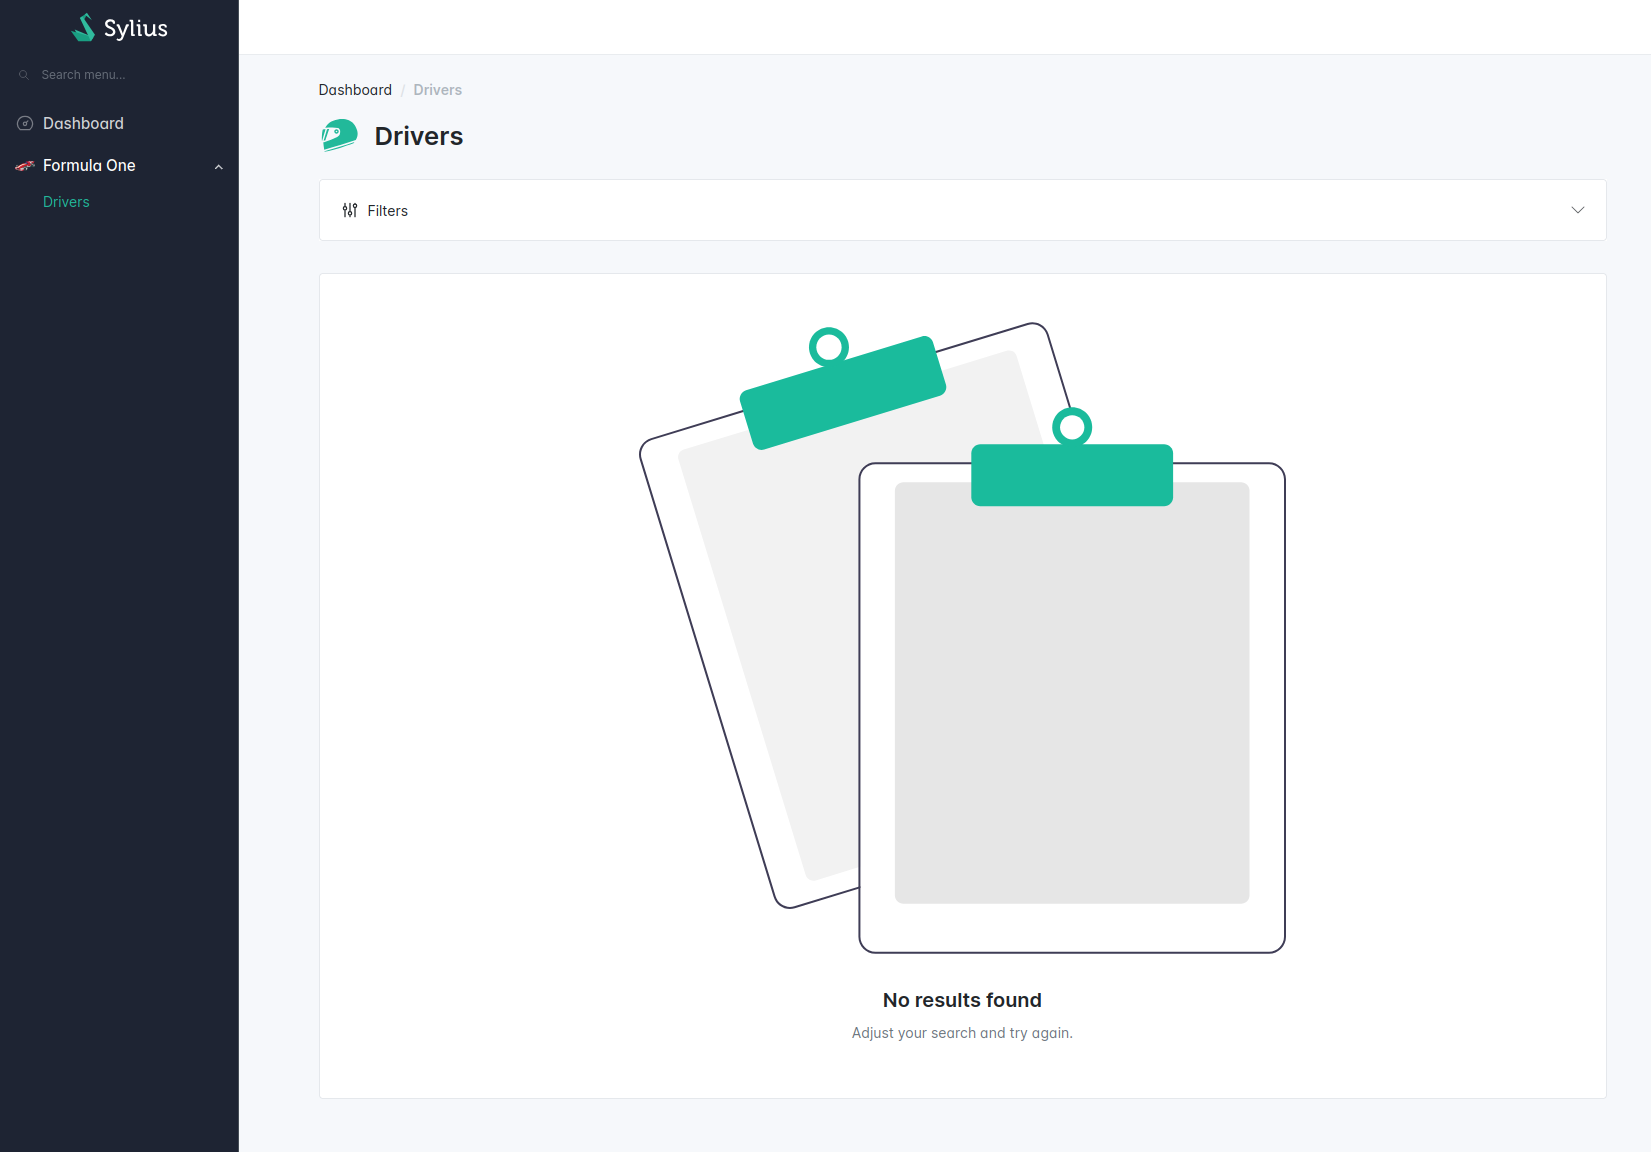 Sylius
Search menu...
Dashboard
Formula One
Drivers
Dashboard / Drivers
Drivers
Filters
No results found
Adjust your search and try again.